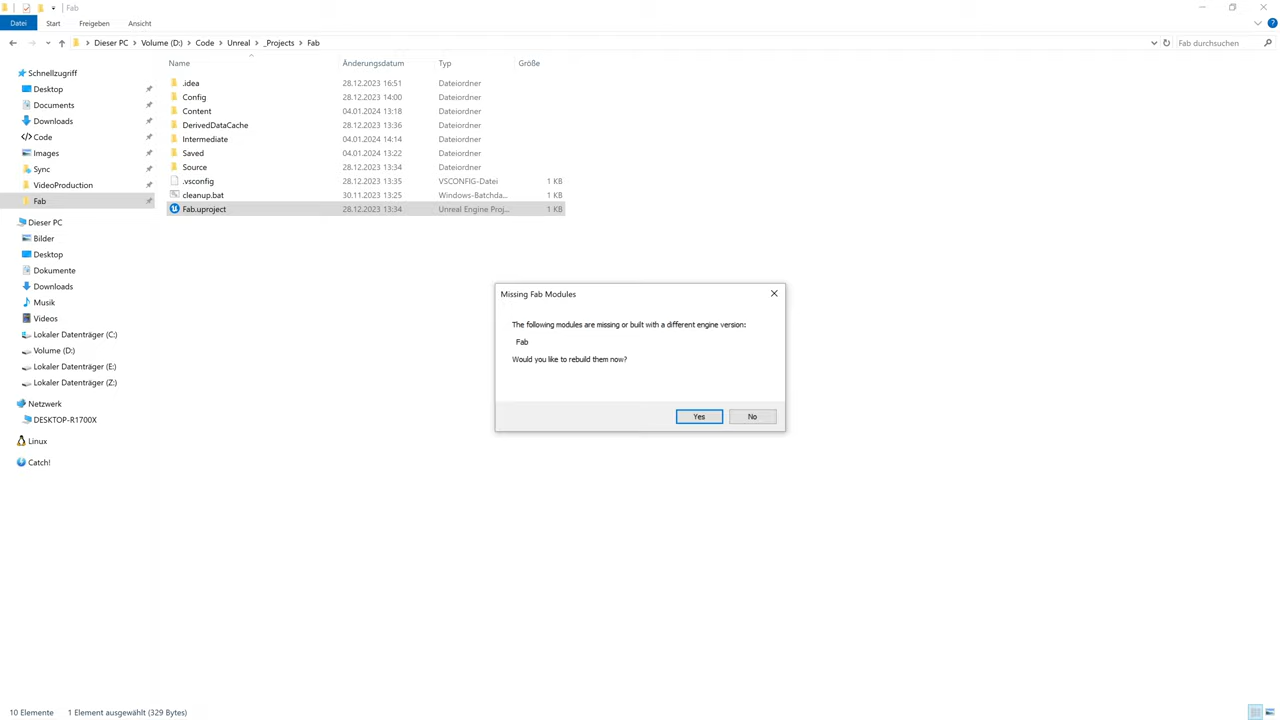 Fab
Datei Start Freigeben Ansicht
Dieser PC Volume (D:) Code Unreal _Projects Fab Fab durchsuchen
Name Änderungsdatum Typ Größe
Schnellzugriff
Desktop
Documents
Downloads
Code
Images
Sync
VideoProduction
Fab
Dieser PC
Bilder
Desktop
Dokumente
Downloads
Musik
Videos
Lokaler Datenträger (C:)
Volume (D:)
Lokaler Datenträger (E:)
Lokaler Datenträger (Z:)
Netzwerk
DESKTOP-R1700X
Linux
Catch!
.idea 28.12.2023 16:51 Dateiordner
Config 28.12.2023 14:00 Dateiordner
Content 04.01.2024 13:18 Dateiordner
DerivedDataCache 28.12.2023 13:36 Dateiordner
Intermediate 04.01.2024 14:14 Dateiordner
Saved 04.01.2024 13:22 Dateiordner
Source 28.12.2023 13:34 Dateiordner
.vsconfig 28.12.2023 13:35 VSCONFIG-Datei 1 KB
cleanup.bat 30.11.2023 13:25 Windows-Batchda... 1 KB
Fab.uproject 28.12.2023 13:34 Unreal Engine Proj... 1 KB
Missing Fab Modules
The following modules are missing or built with a different engine version:
Fab
Would you like to rebuild them now?
Yes No
10 Elemente 1 Element ausgewählt (329 Bytes)